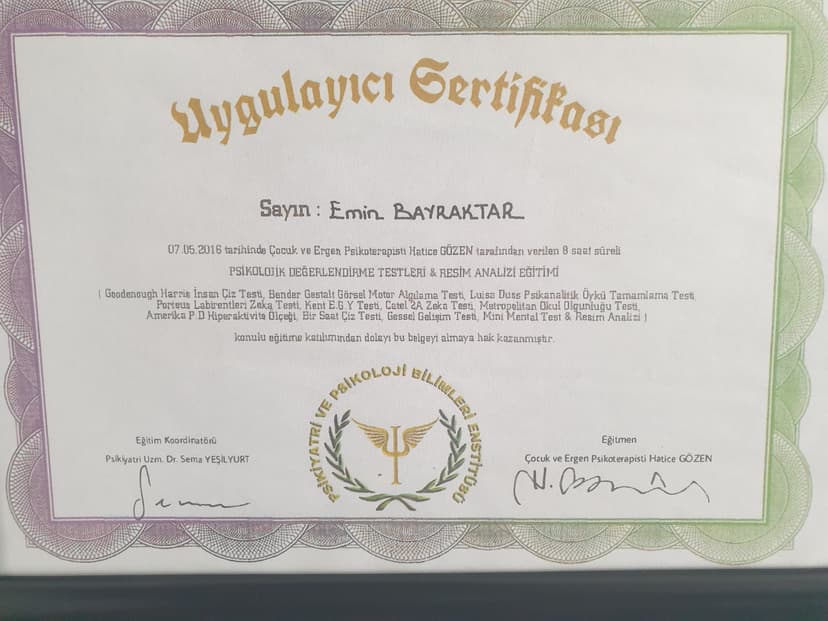 Uygulayıcı Sertifikası
Sayın : Emin BAYRAKTAR
07.05.2016 tarihinde Çocuk ve Ergen Psikoterapisti Hatice GÖZEN tarafından verilen 8 saat süreli
PSİKOLOJİK DEĞERLENDİRME TESTLERİ & RESİM ANALİZİ EĞİTİMİ
( Goodenough Harris İnsan Çiz Testi, Bender Gestalt Görsel Motor Algılama Testi, Luisa Duss Psikanalitik Öykü Tamamlama Testi,
Porteus Labirentleri Zeka Testi, Kent E.G.Y Testi, Catel 2A Zeka Testi, Metropolitan Okul Olgunluğu Testi,
Amerika P.D Hiperaktivite Ölçeği, Bir Saat Çiz Testi, Gessel Gelişim Testi, Mini Mental Test & Resim Analizi )
konulu eğitime katılımından dolayı bu belgeyi almaya hak kazanmıştır.
PSİKİYATRİ VE PSİKOLOJİ BİLİMLERİ ENSTİTÜSÜ
Eğitim Koordinatörü
Psikiyatri Uzm. Dr. Sema YEŞİLYURT
Eğitmen
Çocuk ve Ergen Psikoterapisti Hatice GÖZEN